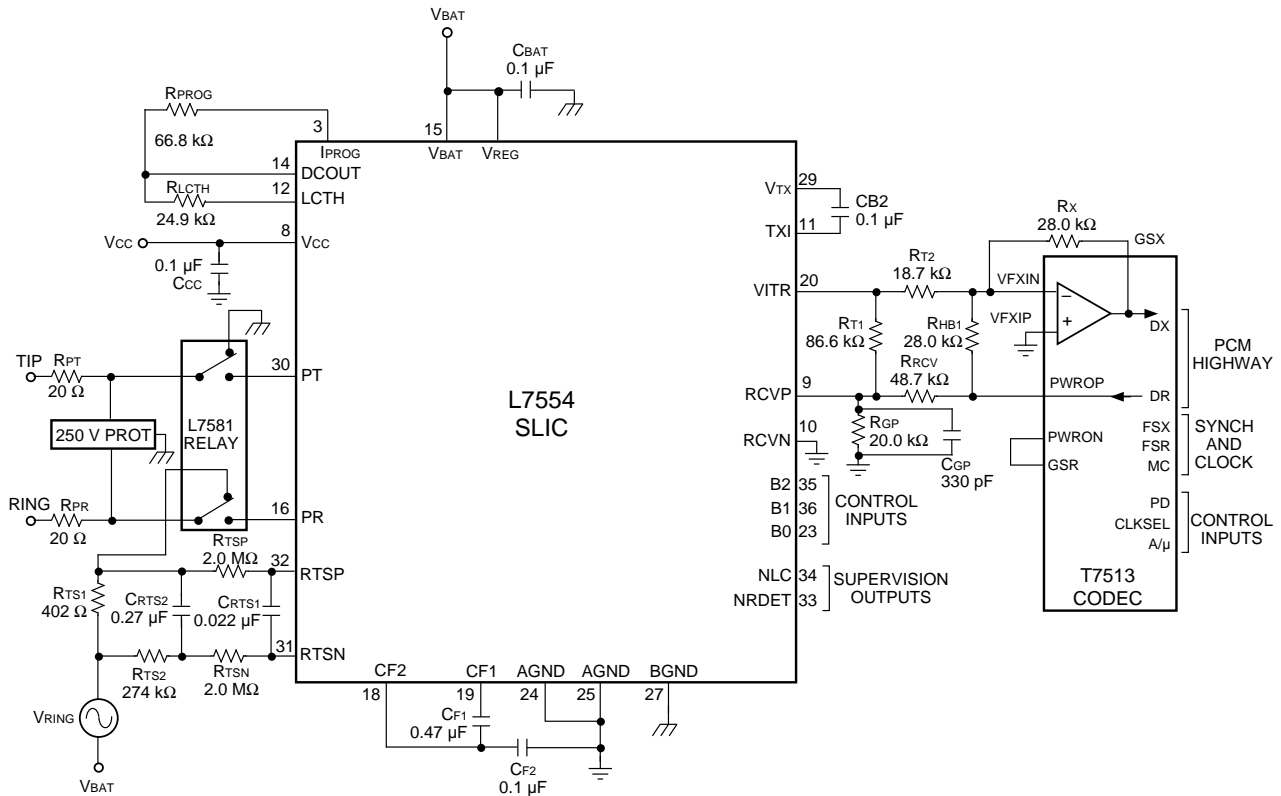 VBAT
CBAT
0.1 µF
RPROG
66.8 kΩ
3
IPROG
15
VBAT
VREG
14
DCOUT
RLCTH
12
LCTH
24.9 kΩ
VCC
8
VCC
0.1 µF
CCC
VTX
29
CB2
0.1 µF
TXI
11
RX
28.0 kΩ
GSX
RT2
18.7 kΩ
VITR
20
VFXIN
–
VFXIP
+
DX
RT1
86.6 kΩ
RHB1
28.0 kΩ
PCM
HIGHWAY
TIP
RPT
20 Ω
30
PT
L7554
SLIC
RCVP
9
RRCV
48.7 kΩ
PWROP
DR
250 V PROT
L7581
RELAY
RCVN
10
RGP
20.0 kΩ
CGP
330 pF
PWRON
GSR
FSX
FSR
MC
SYNCH
AND
CLOCK
RING
RPR
20 Ω
16
PR
B2
35
B1
36
B0
23
CONTROL
INPUTS
PD
CLKSEL
A/µ
CONTROL
INPUTS
RTSP
2.0 MΩ
32
RTSP
RTS1
402 Ω
CRTS2
0.27 µF
CRTS1
0.022 µF
NLC
34
NRDET
33
SUPERVISION
OUTPUTS
T7513
CODEC
31
RTSN
RTS2
274 kΩ
RTSN
2.0 MΩ
CF2
18
CF1
19
AGND
24
AGND
25
BGND
27
VRING
CF1
0.47 µF
CF2
0.1 µF
VBAT